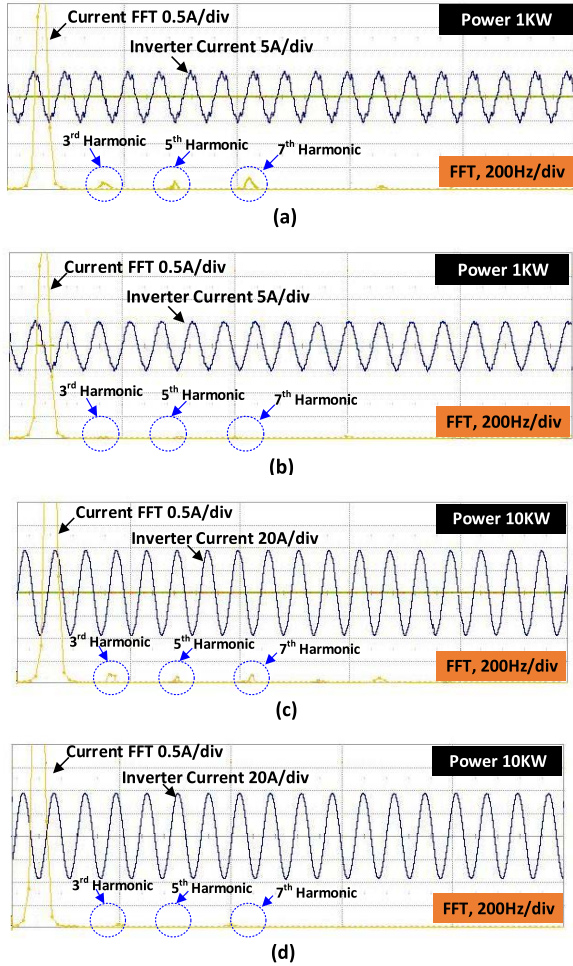 Current FFT 0.5A/div
Power 1KW
Inverter Current 5A/div
3rd Harmonic
5th Harmonic
7th Harmonic
FFT, 200Hz/div
(a)
Current FFT 0.5A/div
Power 1KW
Inverter Current 5A/div
3rd Harmonic
5th Harmonic
7th Harmonic
FFT, 200Hz/div
(b)
Current FFT 0.5A/div
Power 10KW
Inverter Current 20A/div
3rd Harmonic
5th Harmonic
7th Harmonic
FFT, 200Hz/div
(c)
Current FFT 0.5A/div
Power 10KW
Inverter Current 20A/div
3rd Harmonic
5th Harmonic
7th Harmonic
FFT, 200Hz/div
(d)